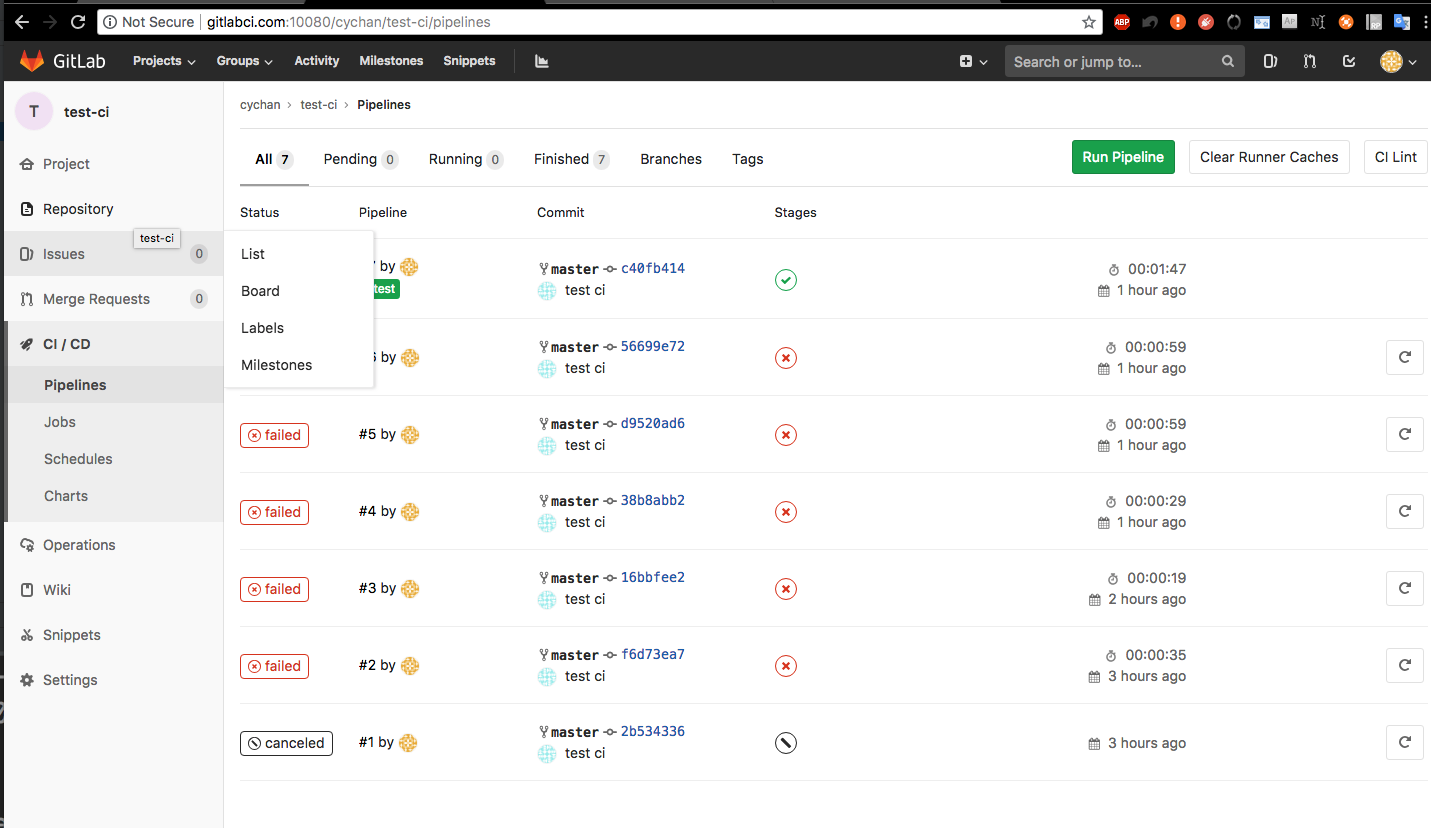 Not Secure gitlabci.com:10080/cychan/test-ci/pipelines
GitLab Projects Groups Activity Milestones Snippets Search or jump to...
T test-ci
cychan › test-ci › Pipelines
Project
Repository
test-ci
Issues 0
Merge Requests 0
CI / CD
Pipelines
Jobs
Schedules
Charts
Operations
Wiki
Snippets
Settings
All 7 Pending 0 Running 0 Finished 7 Branches Tags Run Pipeline Clear Runner Caches CI Lint
Status Pipeline Commit Stages
List
Board
Labels
Milestones
by master c40fb414 00:01:47
test test ci 1 hour ago
by master 56699e72 00:00:59
test ci 1 hour ago
failed #5 by master d9520ad6 00:00:59
test ci 1 hour ago
failed #4 by master 38b8abb2 00:00:29
test ci 1 hour ago
failed #3 by master 16bbfee2 00:00:19
test ci 2 hours ago
failed #2 by master f6d73ea7 00:00:35
test ci 3 hours ago
canceled #1 by master 2b534336
test ci 3 hours ago